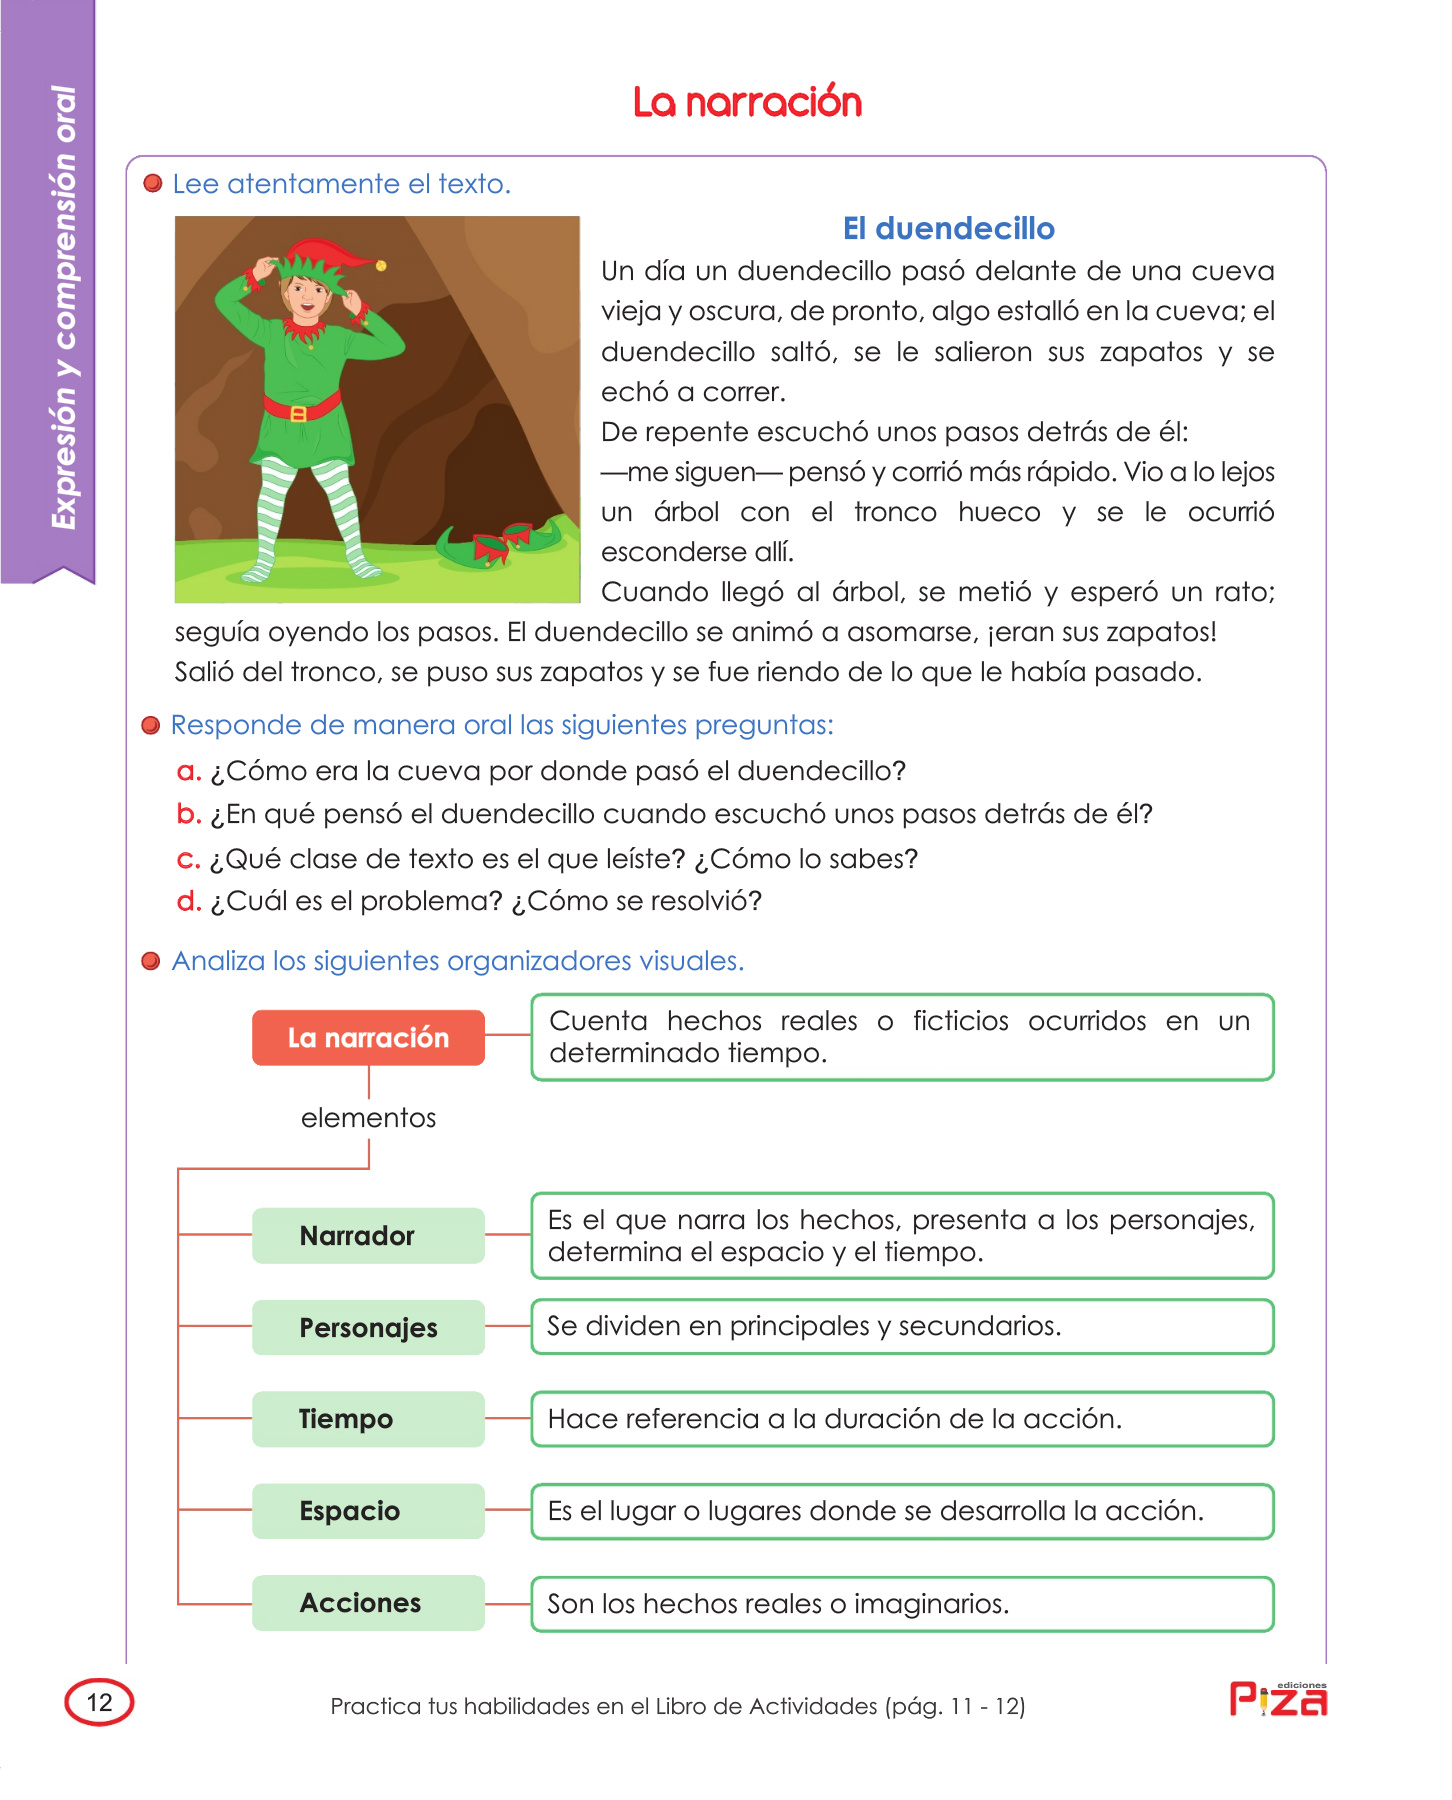 Expresión y comprensión oral
La narración
Lee atentamente el texto.
El duendecillo
Un día un duendecillo pasó delante de una cueva
vieja y oscura, de pronto, algo estalló en la cueva; el
duendecillo saltó, se le salieron sus zapatos y se
echó a correr.
De repente escuchó unos pasos detrás de él:
—me siguen— pensó y corrió más rápido. Vio a lo lejos
un árbol con el tronco hueco y se le ocurrió
esconderse allí.
Cuando llegó al árbol, se metió y esperó un rato;
seguía oyendo los pasos. El duendecillo se animó a asomarse, ¡eran sus zapatos!
Salió del tronco, se puso sus zapatos y se fue riendo de lo que le había pasado.
Responde de manera oral las siguientes preguntas:
a. ¿Cómo era la cueva por donde pasó el duendecillo?
b. ¿En qué pensó el duendecillo cuando escuchó unos pasos detrás de él?
c. ¿Qué clase de texto es el que leíste? ¿Cómo lo sabes?
d. ¿Cuál es el problema? ¿Cómo se resolvió?
Analiza los siguientes organizadores visuales.
La narración
Cuenta hechos reales o ficticios ocurridos en un
determinado tiempo.
elementos
Narrador
Es el que narra los hechos, presenta a los personajes,
determina el espacio y el tiempo.
Personajes
Se dividen en principales y secundarios.
Tiempo
Hace referencia a la duración de la acción.
Espacio
Es el lugar o lugares donde se desarrolla la acción.
Acciones
Son los hechos reales o imaginarios.
12
Practica tus habilidades en el Libro de Actividades (pág. 11 - 12)
ediciones
Piza